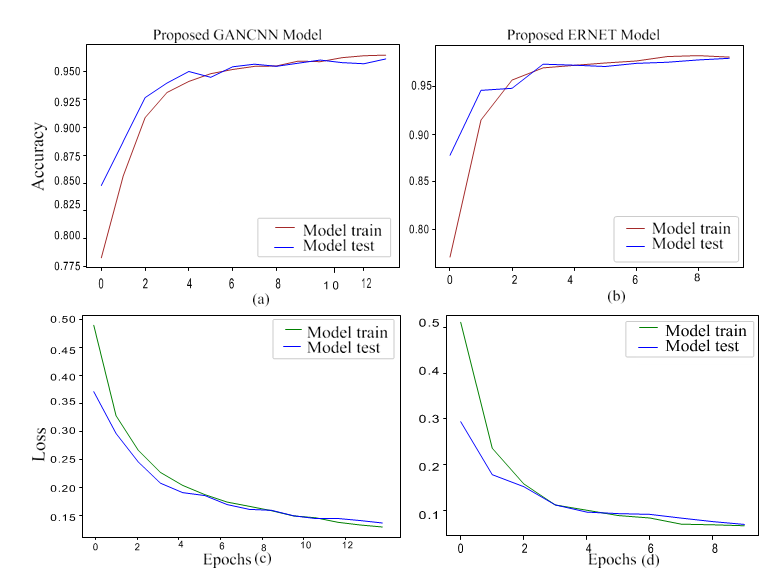 Proposed GANCNN Model
Proposed ERNET Model
Accuracy
0.950
0.925
0.900
0.875
0.850
0.825
0.800
0.775
Model train
Model test
0 2 4 6 8 10 12
(a)
0.95
0.90
0.85
0.80
Model train
Model test
0 2 4 6 8
(b)
Loss
0.50
0.45
0.40
0.35
0.30
0.25
0.20
0.15
Model train
Model test
0 2 4 6 8 10 12
Epochs (c)
0.5
0.4
0.3
0.2
0.1
Model train
Model test
0 2 4 6 8
Epochs (d)